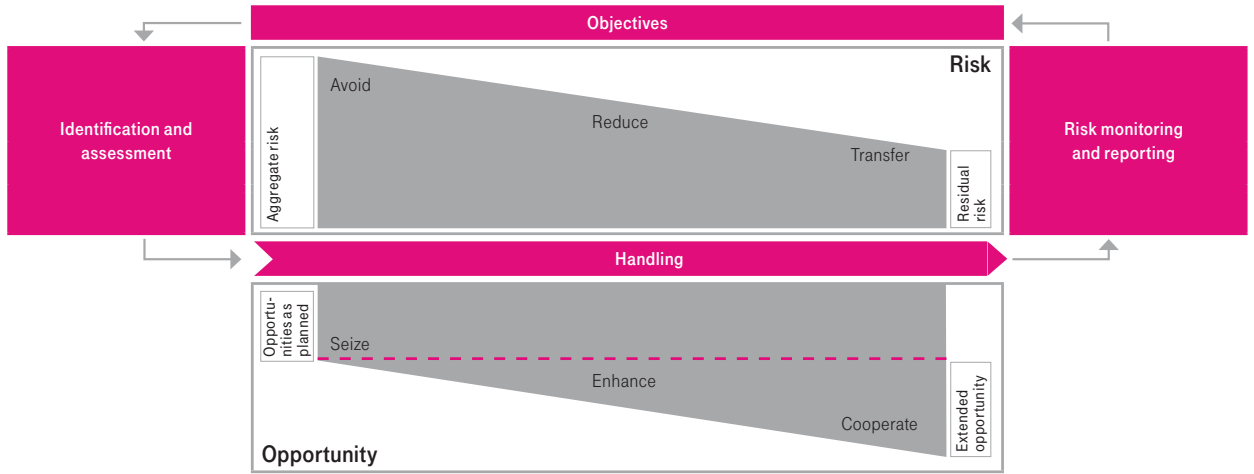 Objectives
Identification and
assessment
Risk
Aggregate risk
Avoid
Reduce
Transfer
Residual
risk
Risk monitoring
and reporting
Handling
Opportu-
nities as
planned
Seize
Enhance
Cooperate
Extended
opportunity
Opportunity